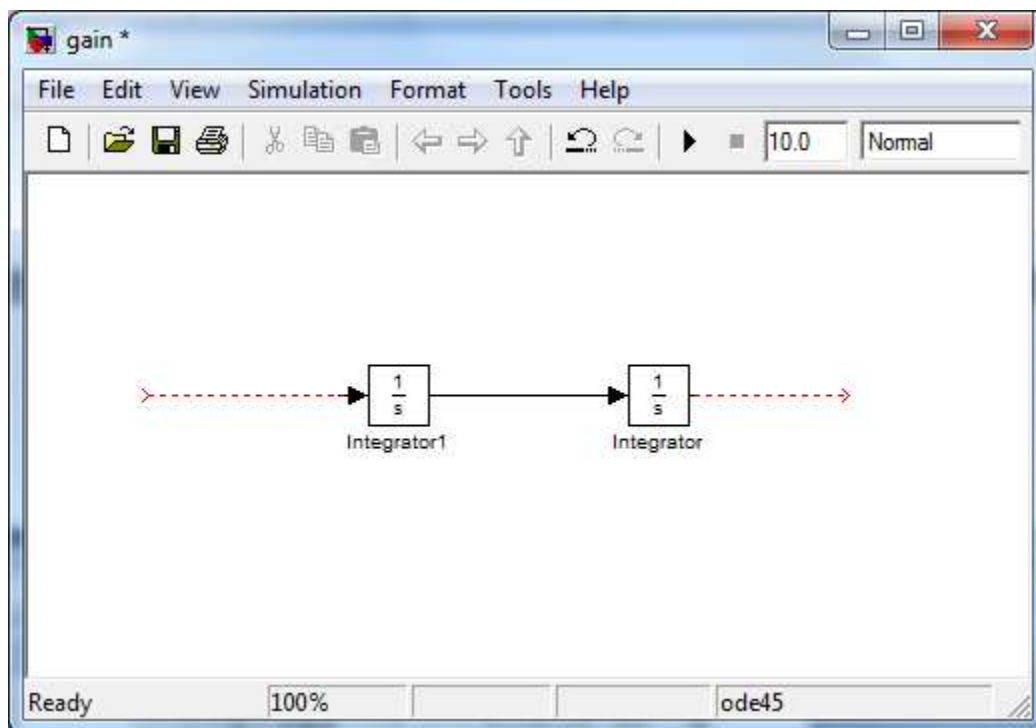 gain *
File Edit View Simulation Format Tools Help
10.0 Normal
1 1
s s
Integrator1 Integrator
Ready 100% ode45